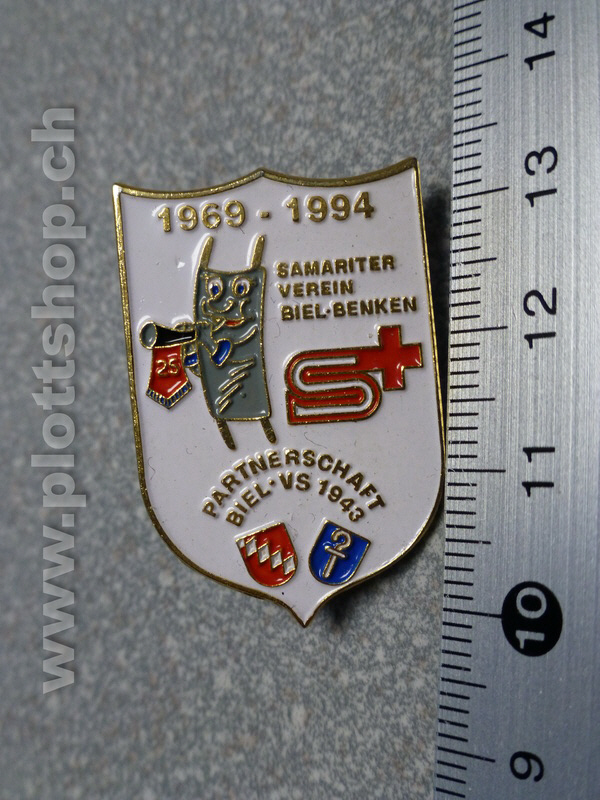 1969 - 1994
SAMARITER
VEREIN
BIEL-BENKEN
25
S+
PARTNERSCHAFT
BIEL·VS 1943
www.plottshop.ch
14
13
12
11
10
9